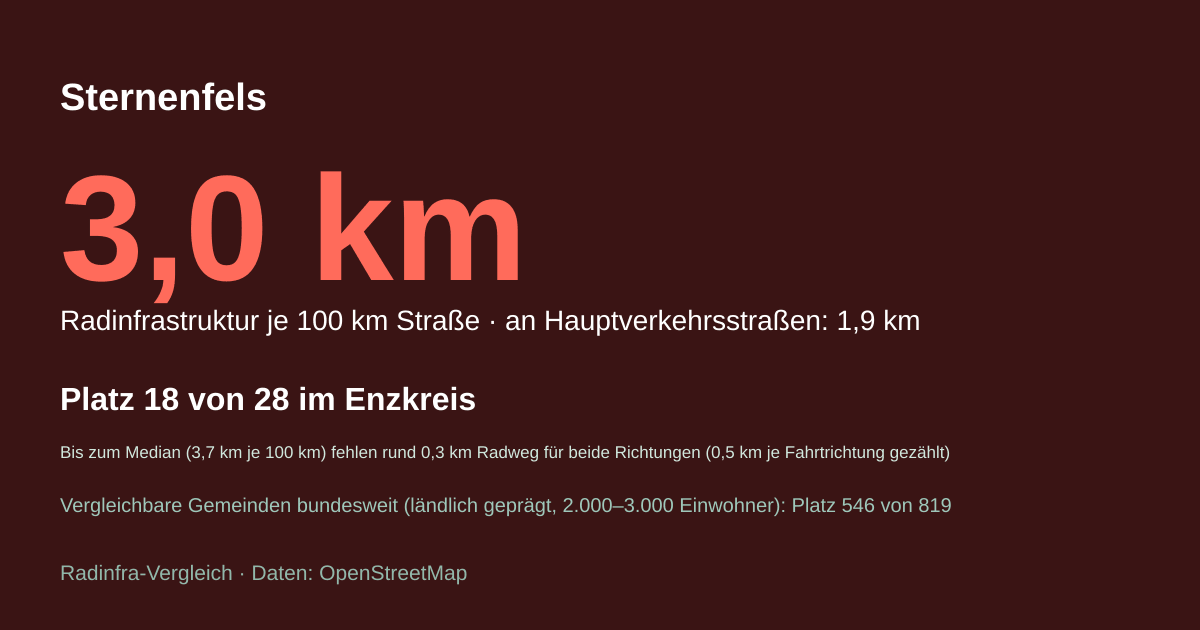 Sternenfels
3,0 km
Radinfrastruktur je 100 km Straße · an Hauptverkehrsstraßen: 1,9 km
Platz 18 von 28 im Enzkreis
Bis zum Median (3,7 km je 100 km) fehlen rund 0,3 km Radweg für beide Richtungen (0,5 km je Fahrtrichtung gezählt)
Vergleichbare Gemeinden bundesweit (ländlich geprägt, 2.000–3.000 Einwohner): Platz 546 von 819
Radinfra-Vergleich · Daten: OpenStreetMap